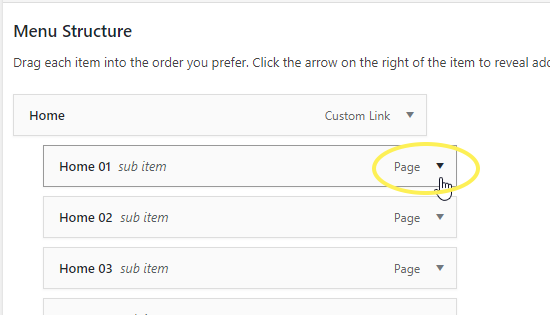 Menu Structure
Drag each item into the order you prefer. Click the arrow on the right of the item to reveal
Home Custom Link
Home 01 sub item Page
Home 02 sub item Page
Home 03 sub item Page